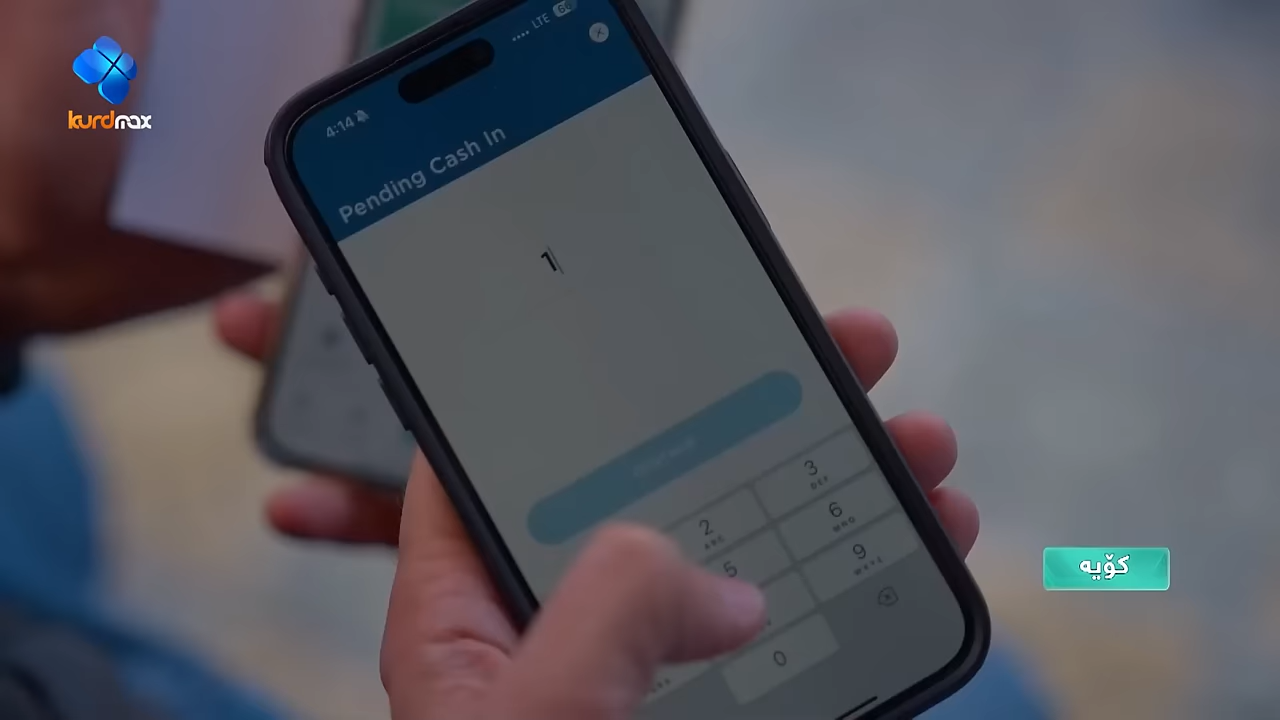 kurdmax
LTE
60
4:14
Pending Cash In
1
2
ABC
3
DEF
5
6
MNO
9
WXYZ
0
کۆیە